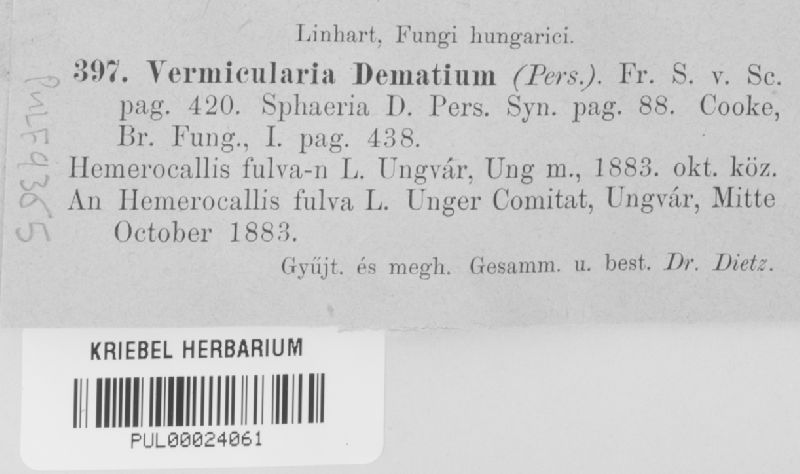 Linhart, Fungi hungarici.
397. Vermicularia Dematium (Pers.). Fr. S. v. Sc.
pag. 420. Sphaeria D. Pers. Syn. pag. 88. Cooke,
Br. Fung., I. pag. 438.
Hemerocallis fulva-n L. Ungvár, Ung m., 1883. okt. köz.
An Hemerocallis fulva L. Unger Comitat, Ungvár, Mitte
October 1883.
Gyűjt. és megh. Gesamm. u. best. Dr. Dietz.
PULF9365
KRIEBEL HERBARIUM
PUL00024061